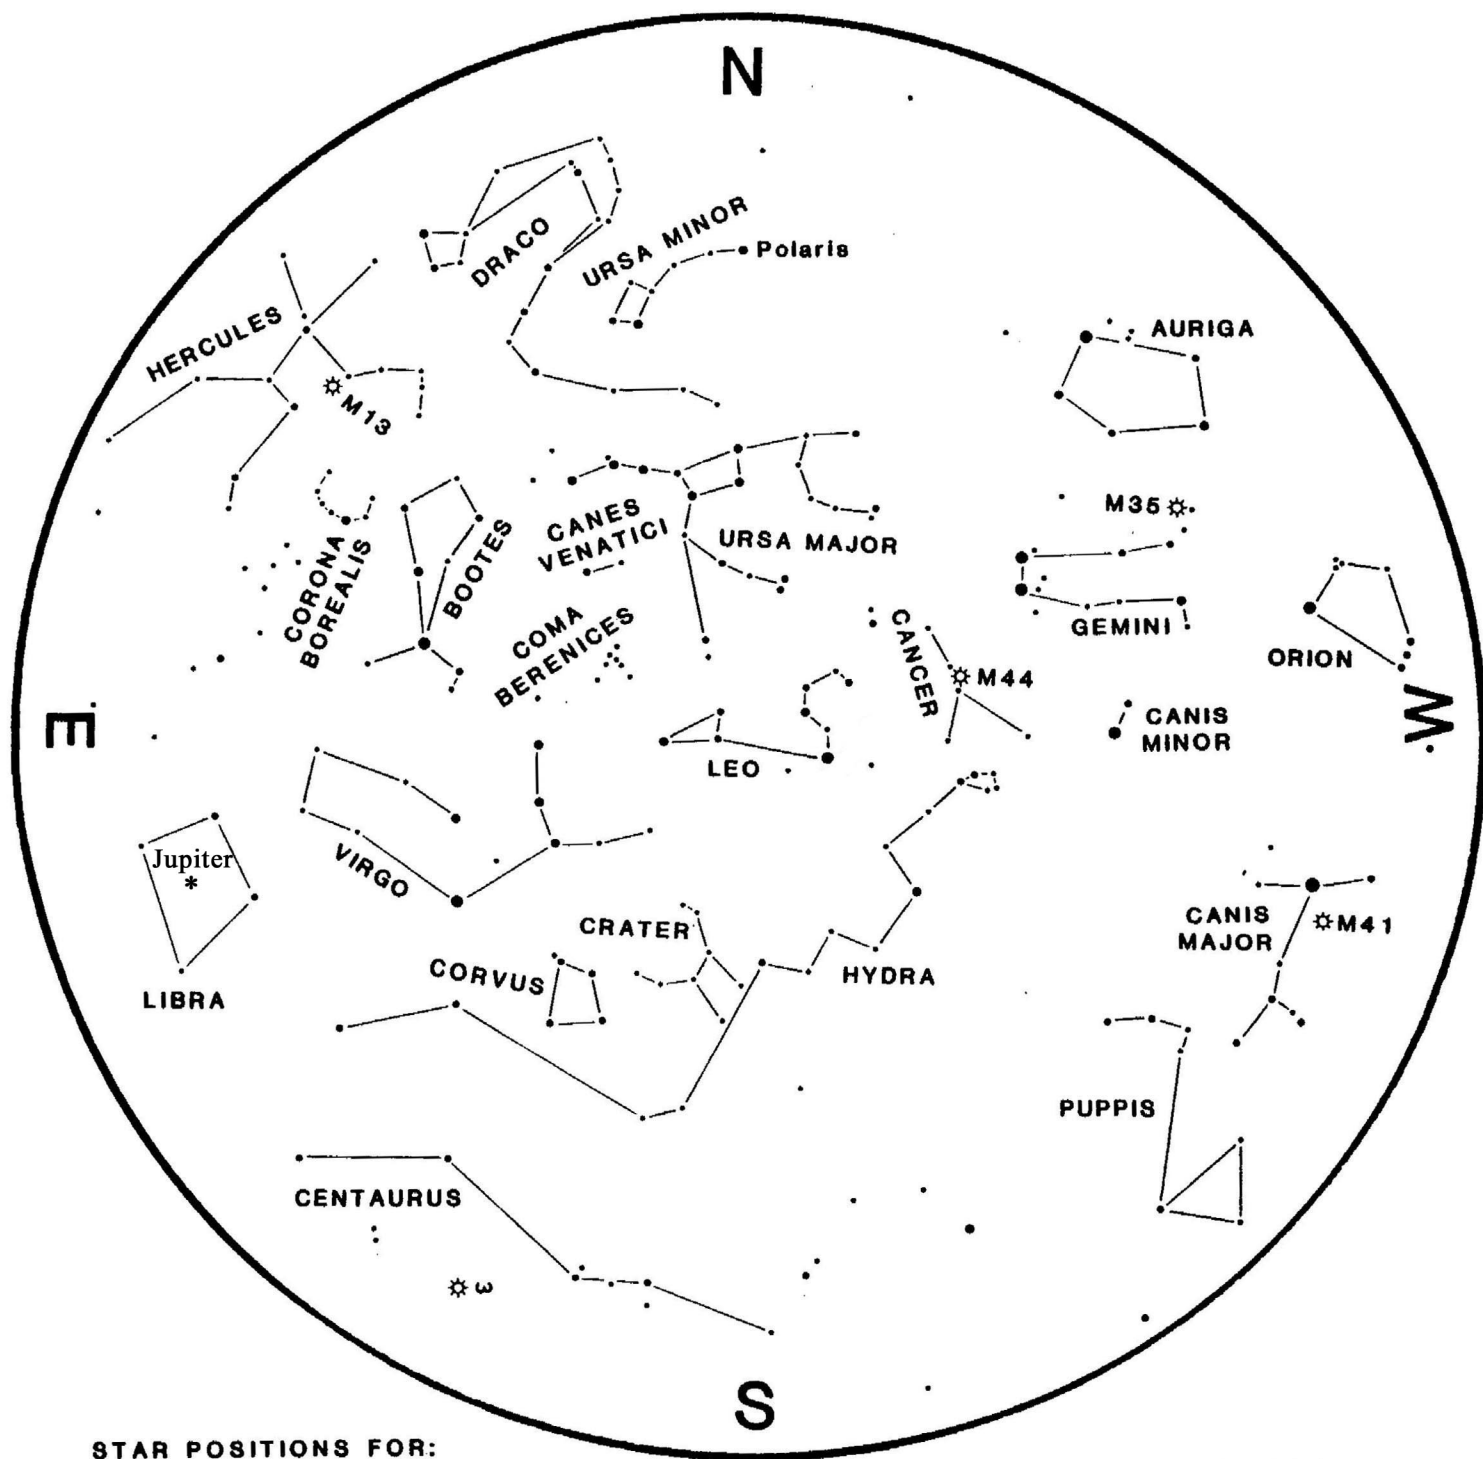 N
DRACO
URSA MINOR
Polaris
HERCULES
M13
AURIGA
M35
CANES
VENATICI
URSA MAJOR
CORONA
BOREALIS
BOOTES
COMA
BERENICES
CANCER
M44
GEMINI
ORION
E
W
CANIS
MINOR
LEO
Jupiter
*
VIRGO
LIBRA
CRATER
CORVUS
HYDRA
CANIS
MAJOR
M41
PUPPIS
CENTAURUS
ω
S
STAR POSITIONS FOR: